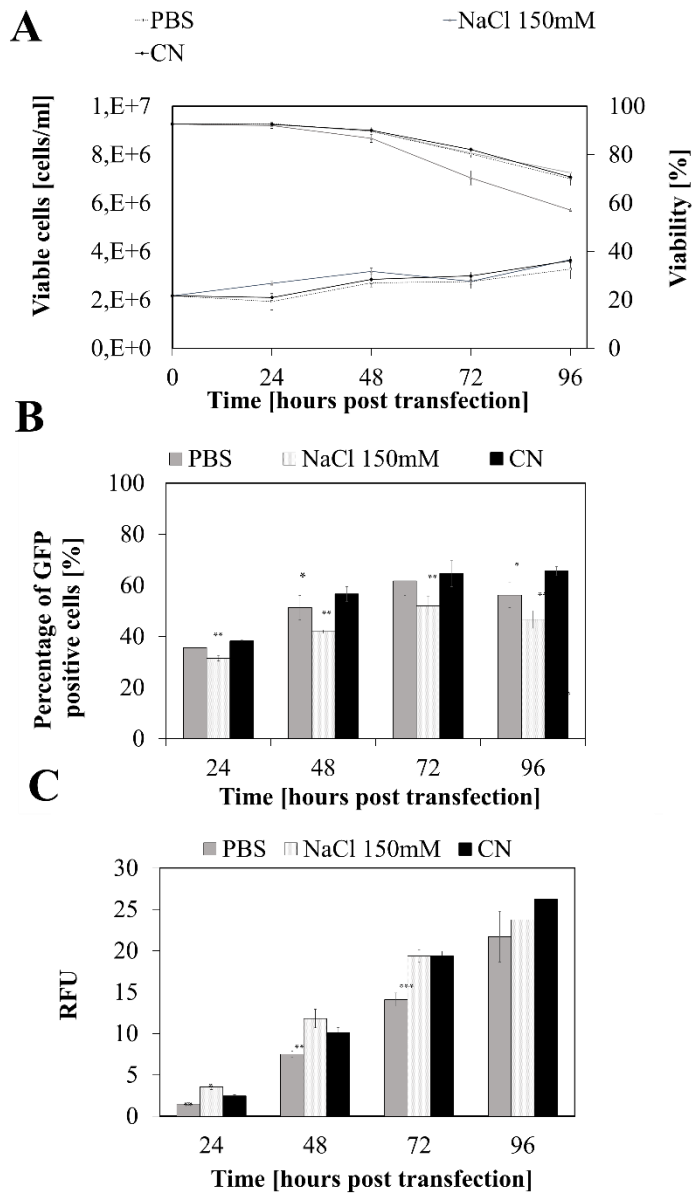 A
PBS
NaCl 150mM
CN
Viable cells [cells/ml]
1,E+7
8,E+6
6,E+6
4,E+6
2,E+6
0,E+0
100
80
60
40
20
0
Viability [%]
0 24 48 72 96
Time [hours post transfection]
B
PBS NaCl 150mM CN
Percentage of GFP
positive cells [%]
100
80
60
40
20
0
*
**
**
**
*
**
*
24 48 72 96
Time [hours post transfection]
C
PBS NaCl 150mM CN
RFU
30
25
20
15
10
5
0
**
***
24 48 72 96
Time [hours post transfection]